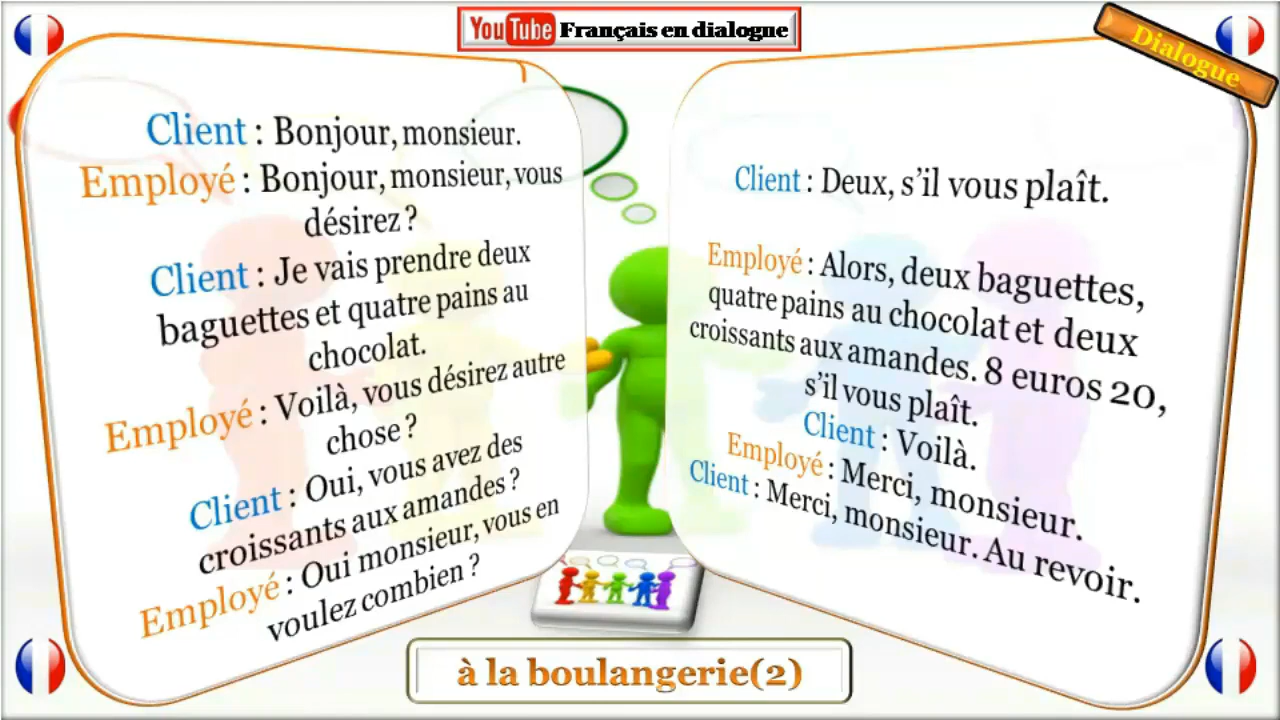 YouTube Français en dialogue
Dialogue
Client : Bonjour, monsieur.
Employé : Bonjour, monsieur, vous
désirez ?
Client : Je vais prendre deux
baguettes et quatre pains au
chocolat.
Employé : Voilà, vous désirez autre
chose ?
Client : Oui, vous avez des
croissants aux amandes ?
Employé : Oui monsieur, vous en
voulez combien ?
Client : Deux, s’il vous plaît.
Employé : Alors, deux baguettes,
quatre pains au chocolat et deux
croissants aux amandes. 8 euros 20,
s’il vous plaît.
Client : Voilà.
Employé : Merci, monsieur.
Client : Merci, monsieur. Au revoir.
à la boulangerie(2)